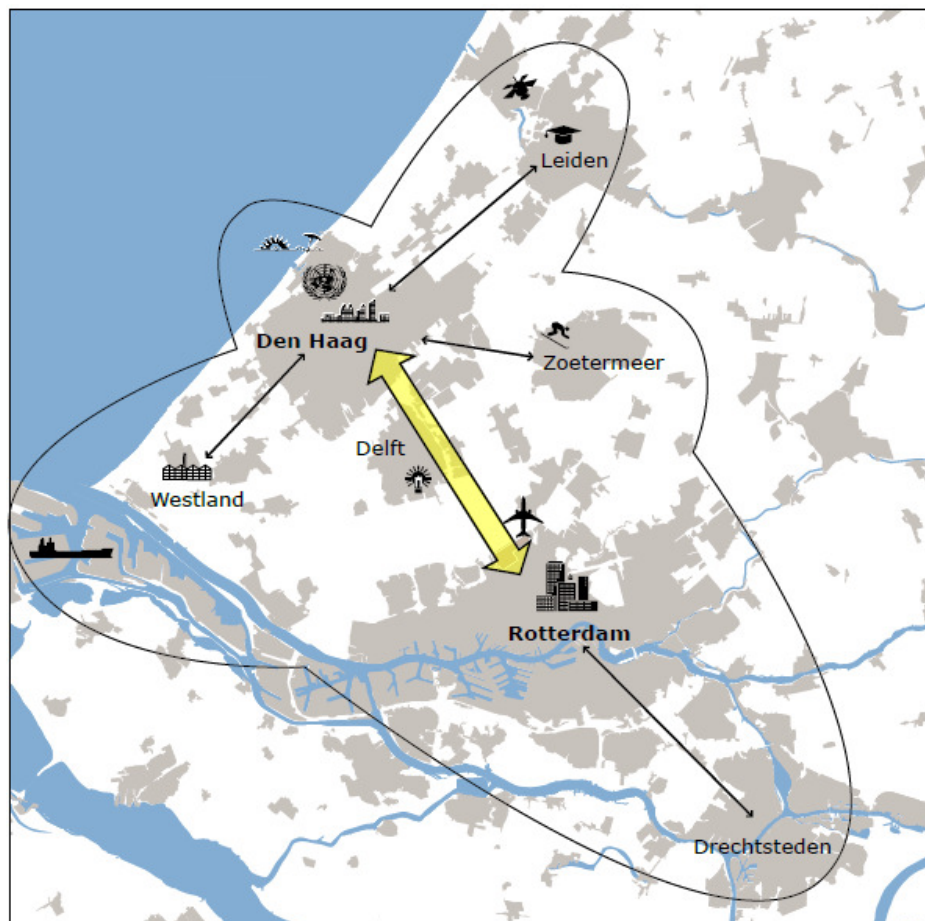 Leiden
Den Haag
Zoetermeer
Delft
Westland
Rotterdam
Drechtsteden